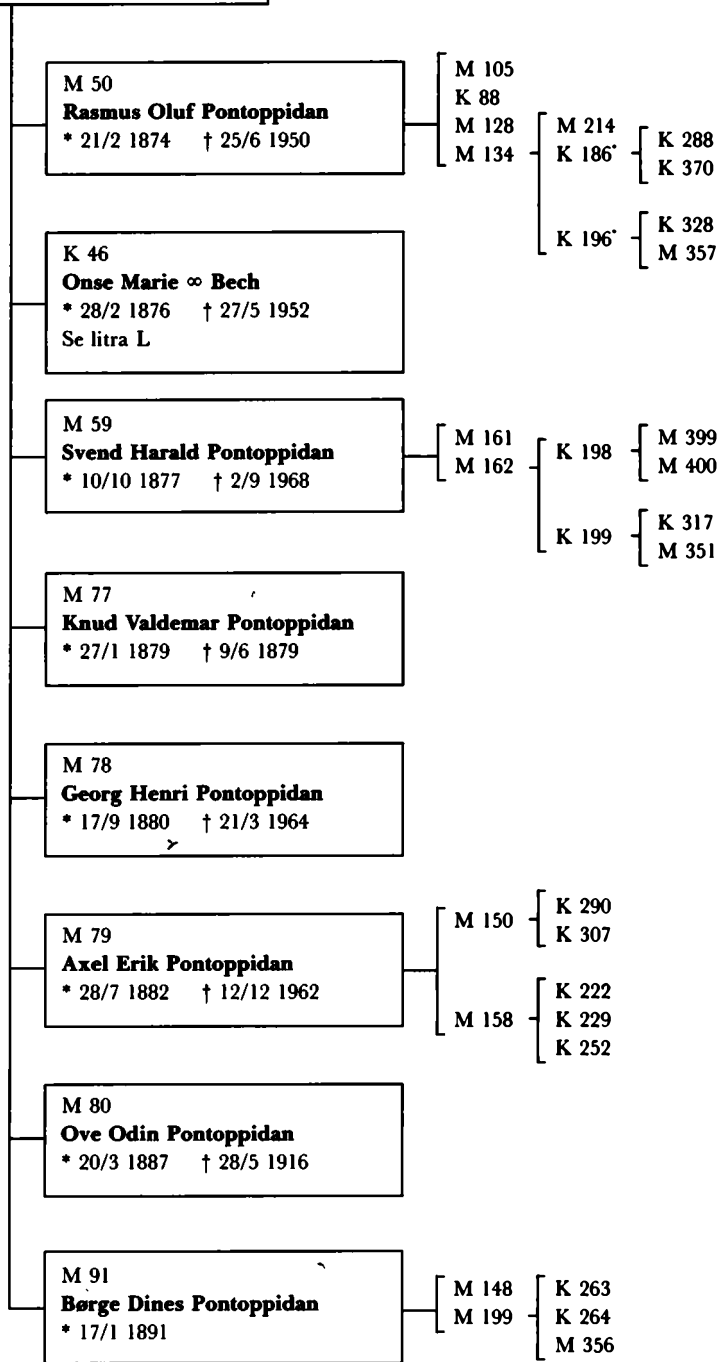 M 50
Rasmus Oluf Pontoppidan
* 21/2 1874 † 25/6 1950
M 105
K 88
M 128
M 134
M 214
K 186*
K 196*
K 288
K 370
K 328
M 357
K 46
Onse Marie ∞ Bech
* 28/2 1876 † 27/5 1952
Se litra L
M 59
Svend Harald Pontoppidan
* 10/10 1877 † 2/9 1968
M 161
M 162
K 198
K 199
M 399
M 400
K 317
M 351
M 77
Knud Valdemar Pontoppidan
* 27/1 1879 † 9/6 1879
M 78
Georg Henri Pontoppidan
* 17/9 1880 † 21/3 1964
M 79
Axel Erik Pontoppidan
* 28/7 1882 † 12/12 1962
M 150
M 158
K 290
K 307
K 222
K 229
K 252
M 80
Ove Odin Pontoppidan
* 20/3 1887 † 28/5 1916
M 91
Børge Dines Pontoppidan
* 17/1 1891
M 148
M 199
K 263
K 264
M 356